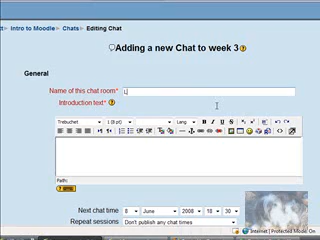 Intro to Moodle ▶ Chats ▶ Editing Chat
Adding a new Chat to week 3
General
Name of this chat room* L
Introduction text*
Trebuchet 1 (8 pt) Lang B I U S
Path:
Next chat time 8 June 2008 18 30
Repeat sessions Don't publish any chat times
Internet | Protected Mode: On